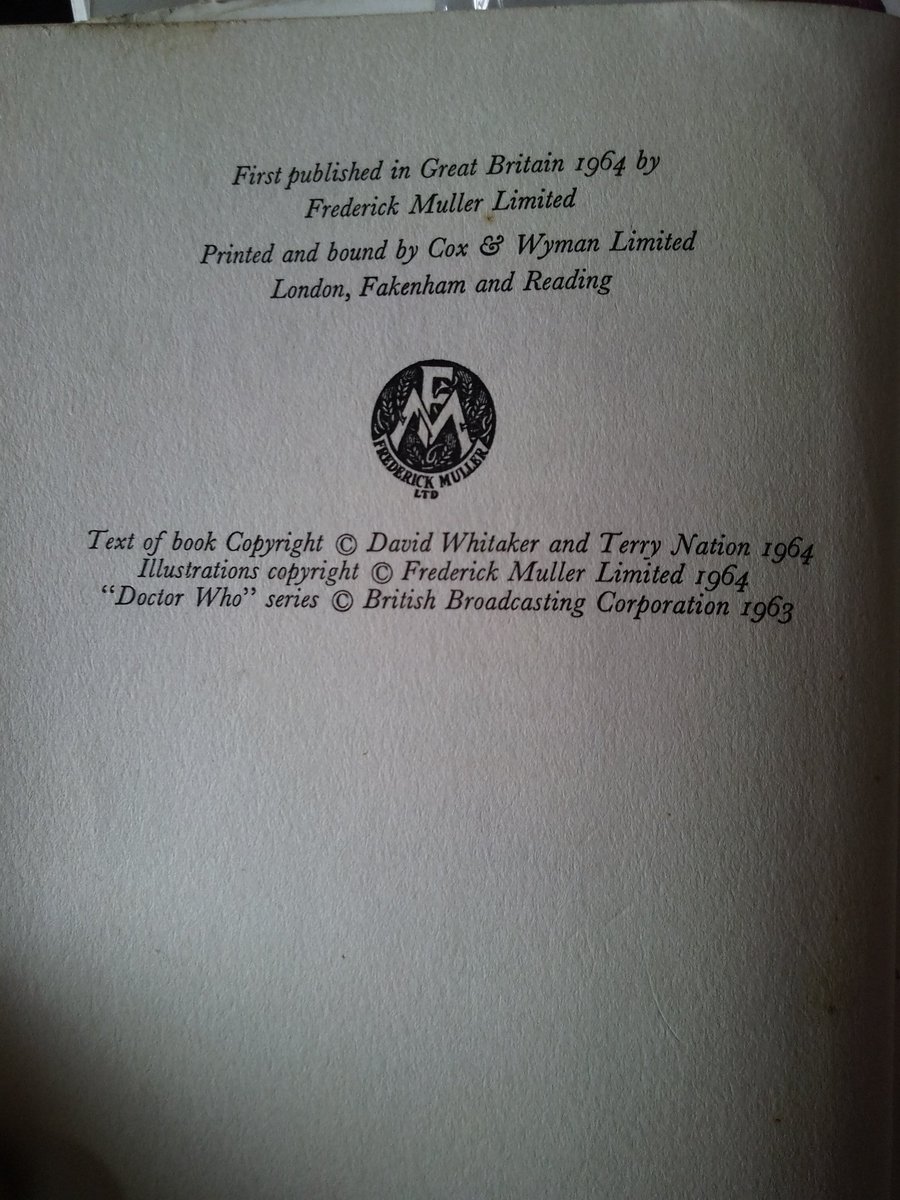 First published in Great Britain 1964 by
Frederick Muller Limited
Printed and bound by Cox & Wyman Limited
London, Fakenham and Reading
FM
FREDERICK MULLER
LTD
Text of book Copyright © David Whitaker and Terry Nation 1964
Illustrations copyright © Frederick Muller Limited 1964
“Doctor Who” series © British Broadcasting Corporation 1963